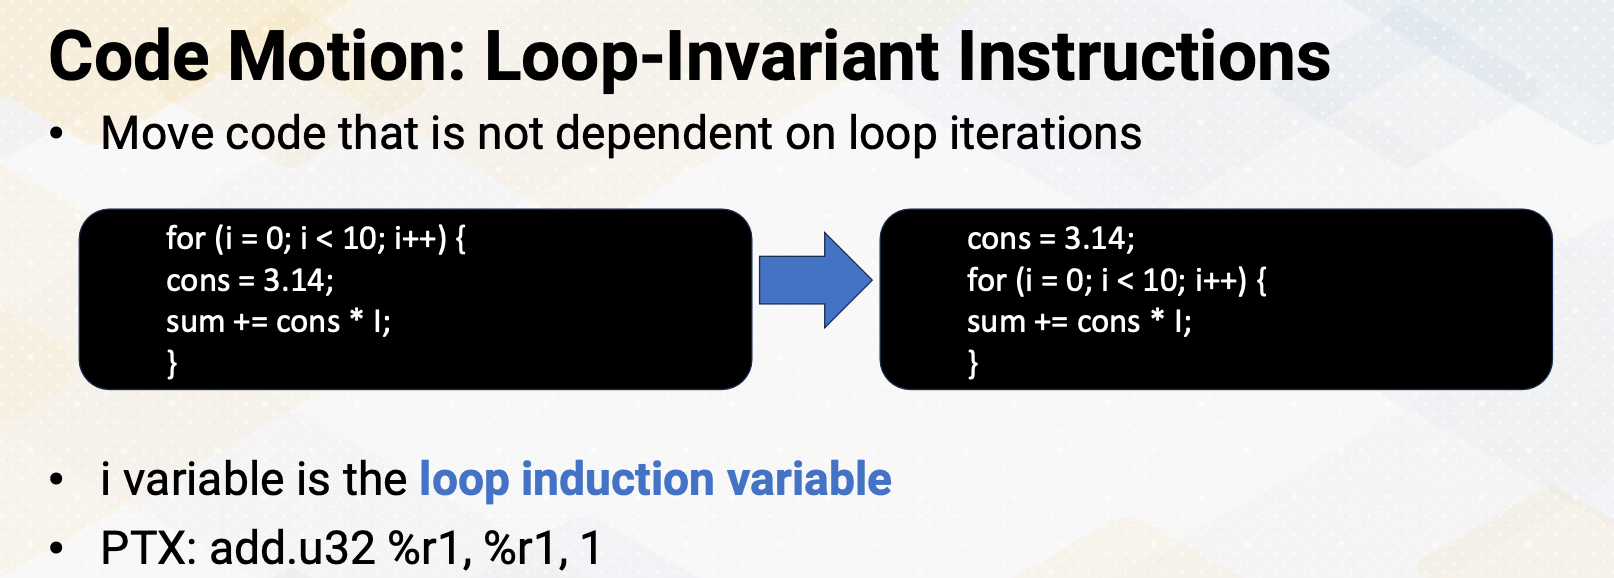 Code Motion: Loop-Invariant Instructions
• Move code that is not dependent on loop iterations
for (i = 0; i < 10; i++) {
cons = 3.14;
sum += cons * I;
}
cons = 3.14;
for (i = 0; i < 10; i++) {
sum += cons * I;
}
• i variable is the loop induction variable
• PTX: add.u32 %r1, %r1, 1